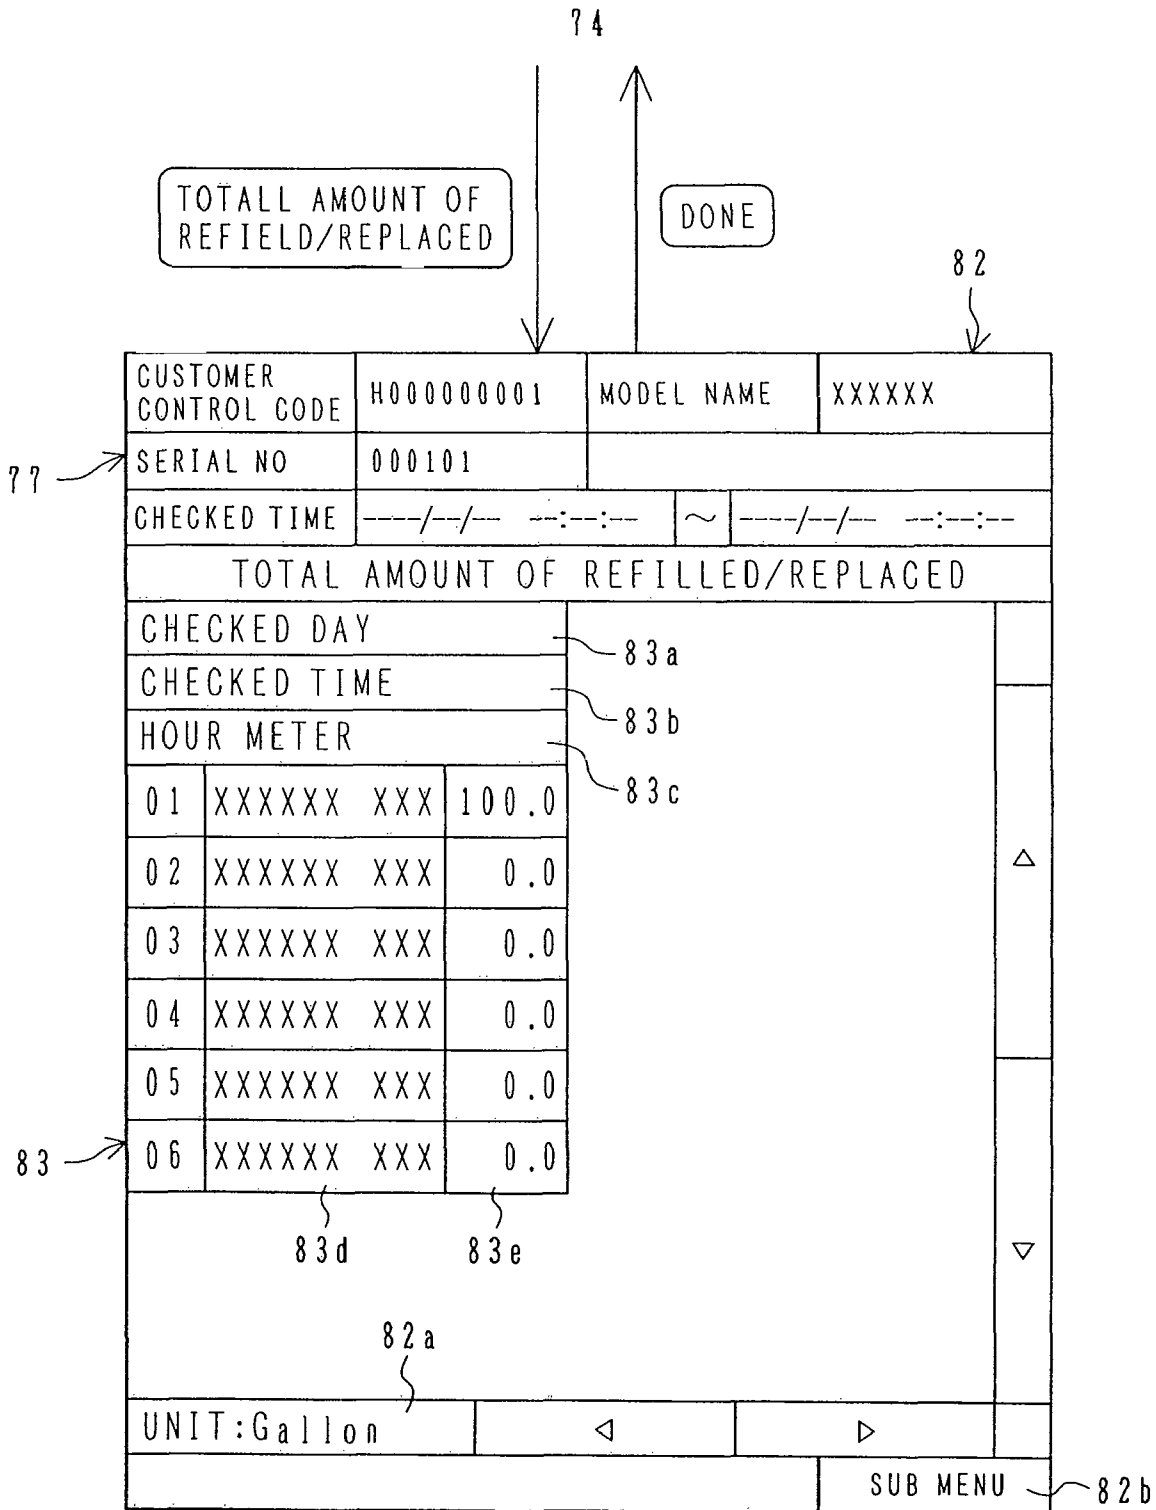 74
TOTALL AMOUNT OF
REFIELD/REPLACED
DONE
82
CUSTOMER
CONTROL CODE
H000000001
MODEL NAME
XXXXXX
77
SERIAL NO
000101
CHECKED TIME
----/--/-- --:--:--
~
----/--/-- --:--:--
TOTAL AMOUNT OF REFILLED/REPLACED
CHECKED DAY
83a
CHECKED TIME
83b
HOUR METER
83c
01 XXXXXX XXX 100.0
02 XXXXXX XXX 0.0
03 XXXXXX XXX 0.0
04 XXXXXX XXX 0.0
05 XXXXXX XXX 0.0
83
06 XXXXXX XXX 0.0
83d
83e
82a
UNIT:Gallon
SUB MENU
82b